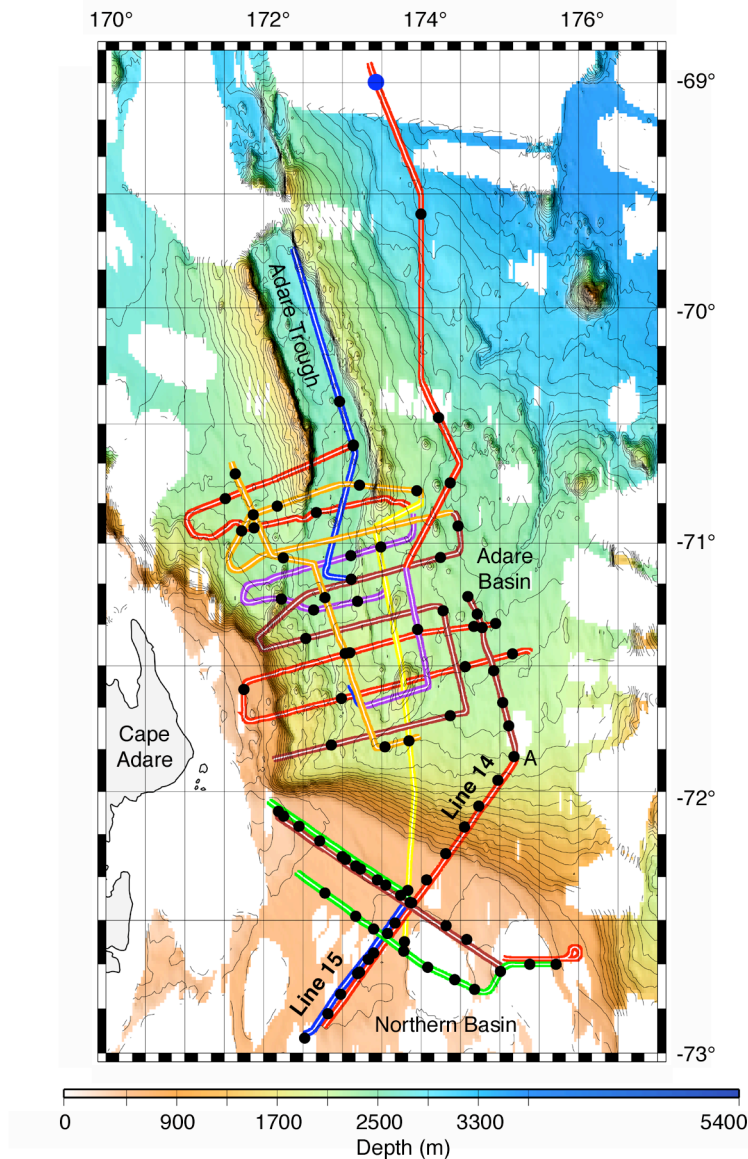 170° 172° 174° 176°
-69°
-70°
Adare Trough
-71°
Adare
Basin
Cape
Adare
A
Line 14
-72°
Line 15
Northern Basin
-73°
0 900 1700 2500 3300 5400
Depth (m)